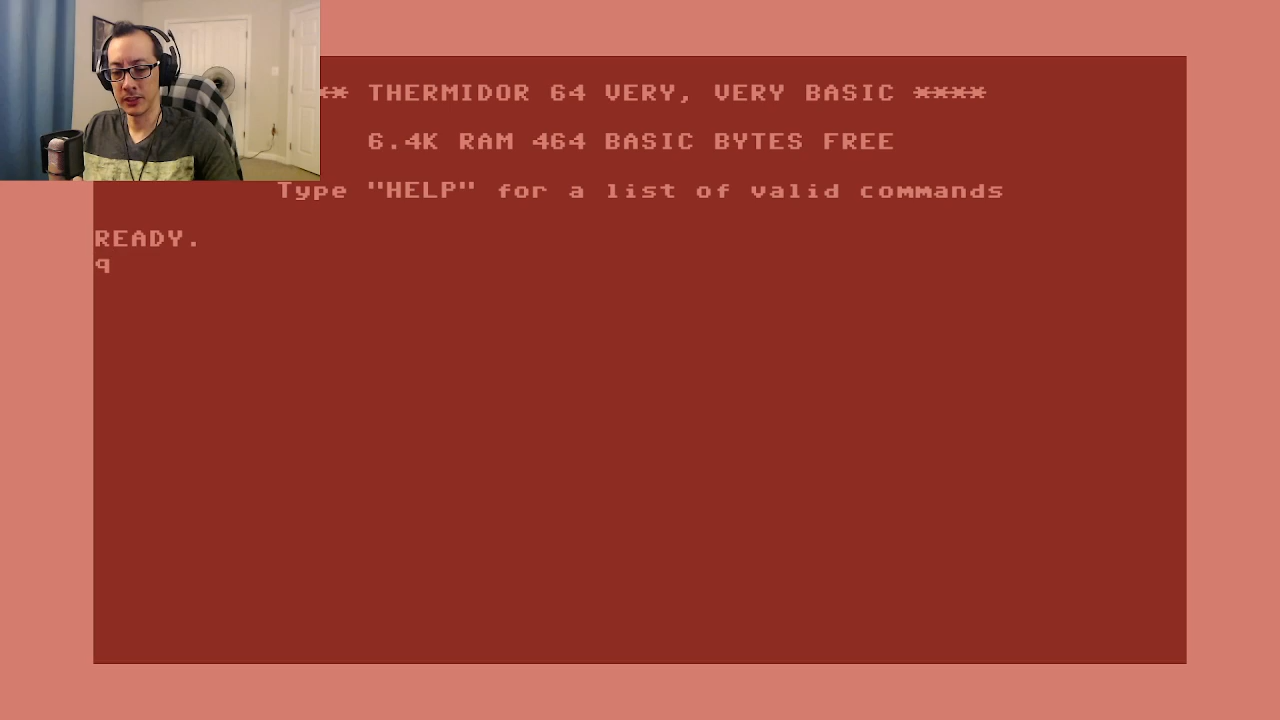 ** THERMIDOR 64 VERY, VERY BASIC ****
6.4K RAM 464 BASIC BYTES FREE
Type "HELP" for a list of valid commands
READY.
q